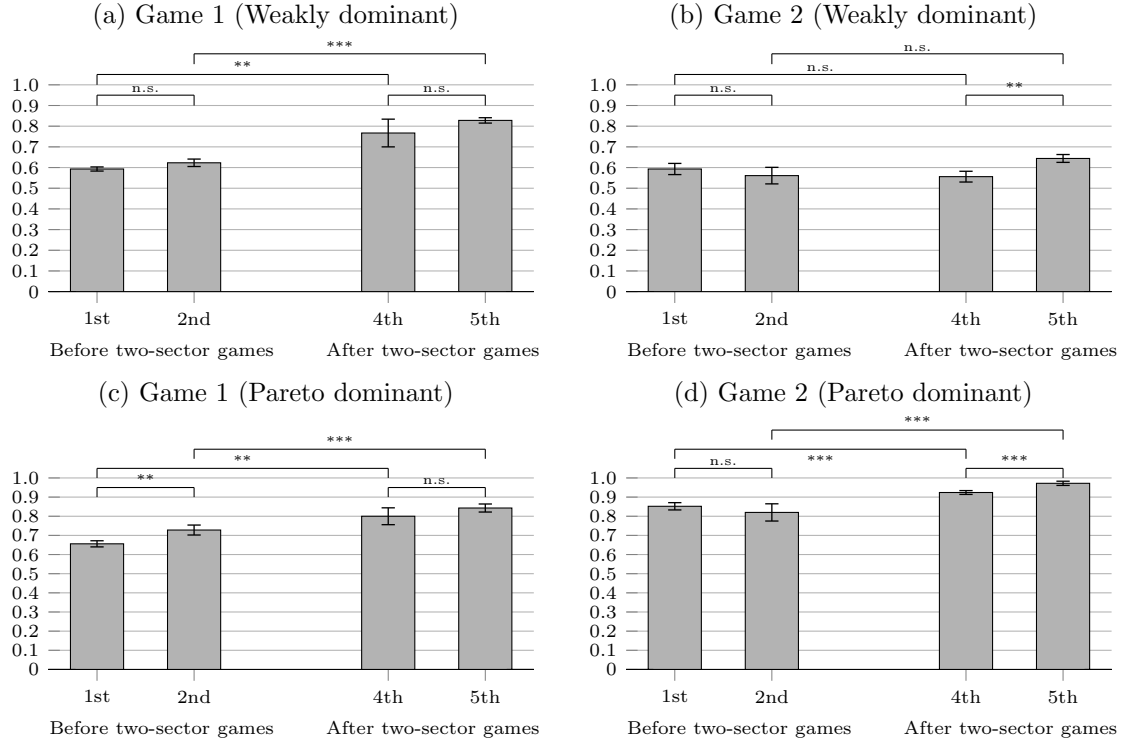 (a) Game 1 (Weakly dominant)
***
**
n.s.
n.s.
1.0
0.9
0.8
0.7
0.6
0.5
0.4
0.3
0.2
0.1
0
1st
2nd
4th
5th
Before two-sector games
After two-sector games
(b) Game 2 (Weakly dominant)
n.s.
n.s.
n.s.
**
1.0
0.9
0.8
0.7
0.6
0.5
0.4
0.3
0.2
0.1
0
1st
2nd
4th
5th
Before two-sector games
After two-sector games
(c) Game 1 (Pareto dominant)
***
**
**
n.s.
1.0
0.9
0.8
0.7
0.6
0.5
0.4
0.3
0.2
0.1
0
1st
2nd
4th
5th
Before two-sector games
After two-sector games
(d) Game 2 (Pareto dominant)
***
***
n.s.
***
1.0
0.9
0.8
0.7
0.6
0.5
0.4
0.3
0.2
0.1
0
1st
2nd
4th
5th
Before two-sector games
After two-sector games